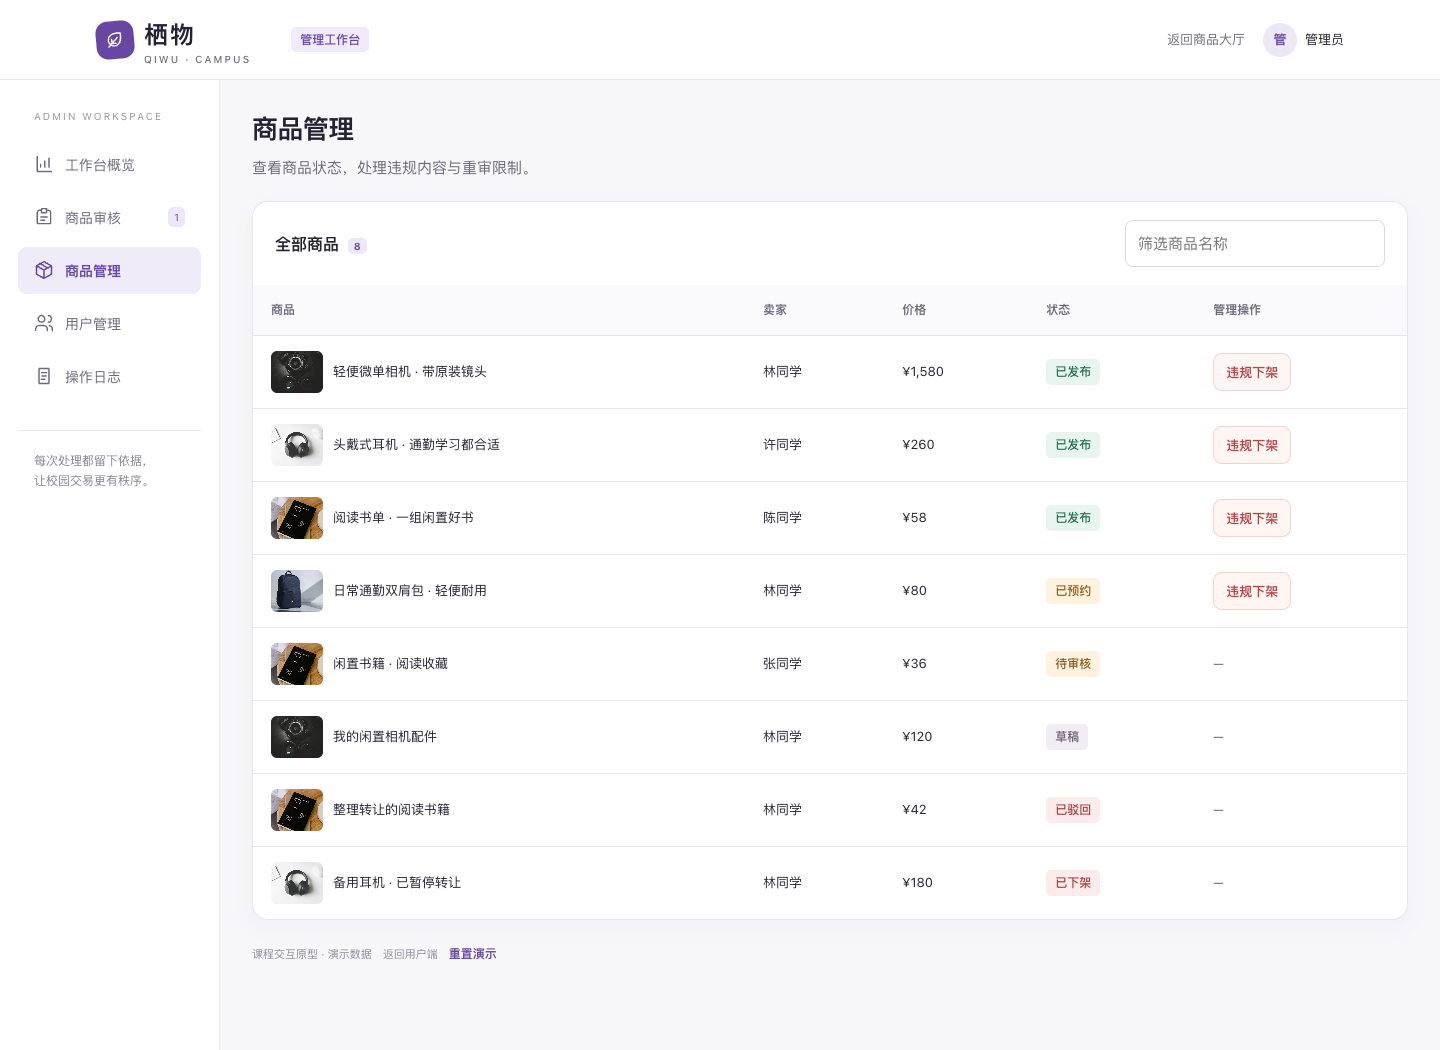 栖物
QIWU · CAMPUS
管理工作台
返回商品大厅
管
管理员
ADMIN WORKSPACE
工作台概览
商品审核 1
商品管理
用户管理
操作日志
每次处理都留下依据，
让校园交易更有秩序。
商品管理
查看商品状态，处理违规内容与重审限制。
全部商品 8
筛选商品名称
商品 卖家 价格 状态 管理操作
轻便微单相机 · 带原装镜头 林同学 ¥1,580 已发布 违规下架
头戴式耳机 · 通勤学习都合适 许同学 ¥260 已发布 违规下架
阅读书单 · 一组闲置好书 陈同学 ¥58 已发布 违规下架
日常通勤双肩包 · 轻便耐用 林同学 ¥80 已预约 违规下架
闲置书籍 · 阅读收藏 张同学 ¥36 待审核 —
我的闲置相机配件 林同学 ¥120 草稿 —
整理转让的阅读书籍 林同学 ¥42 已驳回 —
备用耳机 · 已暂停转让 林同学 ¥180 已下架 —
课程交互原型 · 演示数据 返回用户端 重置演示